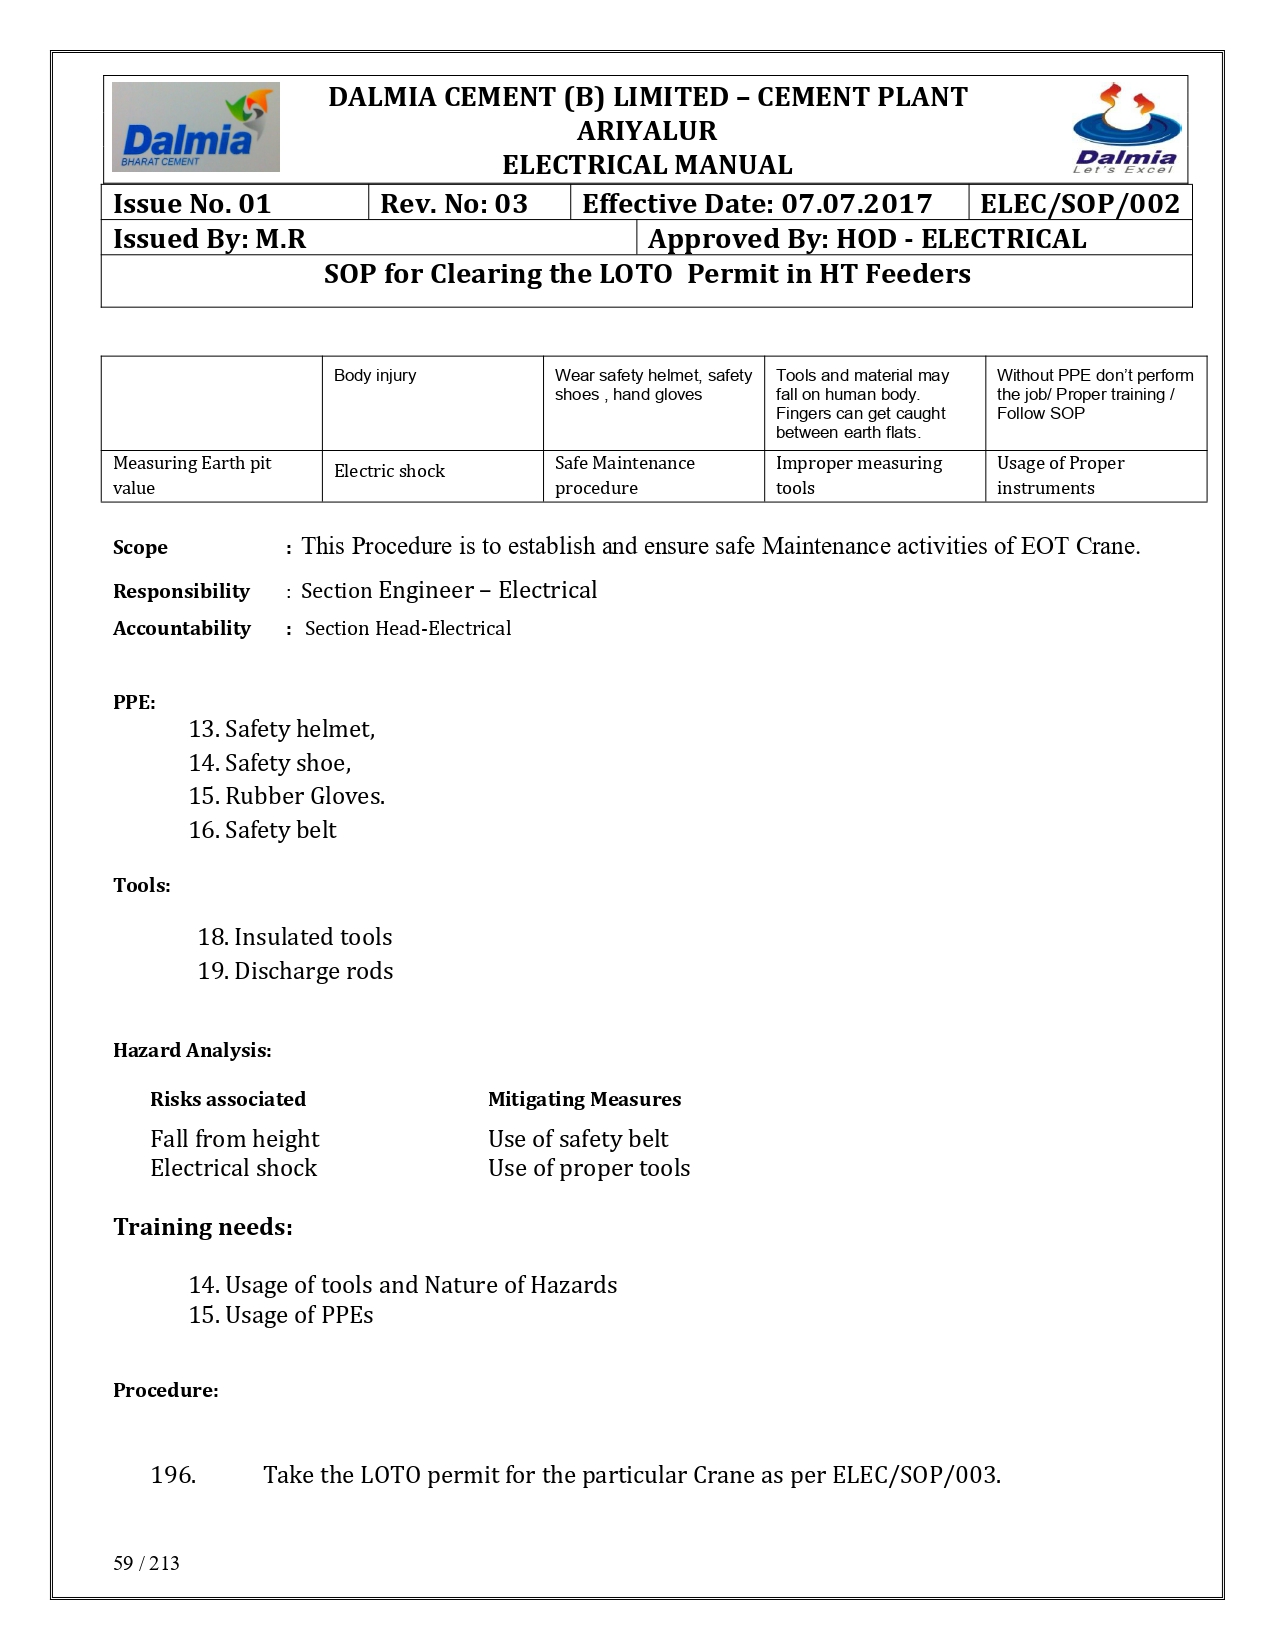 Dalmia
BHARAT CEMENT
DALMIA CEMENT (B) LIMITED – CEMENT PLANT
ARIYALUR
ELECTRICAL MANUAL
Dalmia
Let's Excel
Issue No. 01 Rev. No: 03 Effective Date: 07.07.2017 ELEC/SOP/002
Issued By: M.R Approved By: HOD - ELECTRICAL
SOP for Clearing the LOTO  Permit in HT Feeders
Body injury
Wear safety helmet, safety
shoes , hand gloves
Tools and material may
fall on human body.
Fingers can get caught
between earth flats.
Without PPE don’t perform
the job/ Proper training /
Follow SOP
Measuring Earth pit
value
Electric shock
Safe Maintenance
procedure
Improper measuring
tools
Usage of Proper
instruments
Scope : This Procedure is to establish and ensure safe Maintenance activities of EOT Crane.
Responsibility : Section Engineer – Electrical
Accountability : Section Head-Electrical
PPE:
13. Safety helmet,
14. Safety shoe,
15. Rubber Gloves.
16. Safety belt
Tools:
18. Insulated tools
19. Discharge rods
Hazard Analysis:
Risks associated Mitigating Measures
Fall from height Use of safety belt
Electrical shock Use of proper tools
Training needs:
14. Usage of tools and Nature of Hazards
15. Usage of PPEs
Procedure:
196. Take the LOTO permit for the particular Crane as per ELEC/SOP/003.
59 / 213